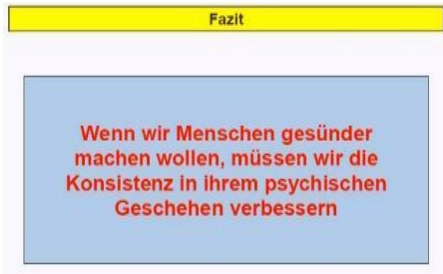 Fazit
Wenn wir Menschen gesünder
machen wollen, müssen wir die
Konsistenz in ihrem psychischen
Geschehen verbessern